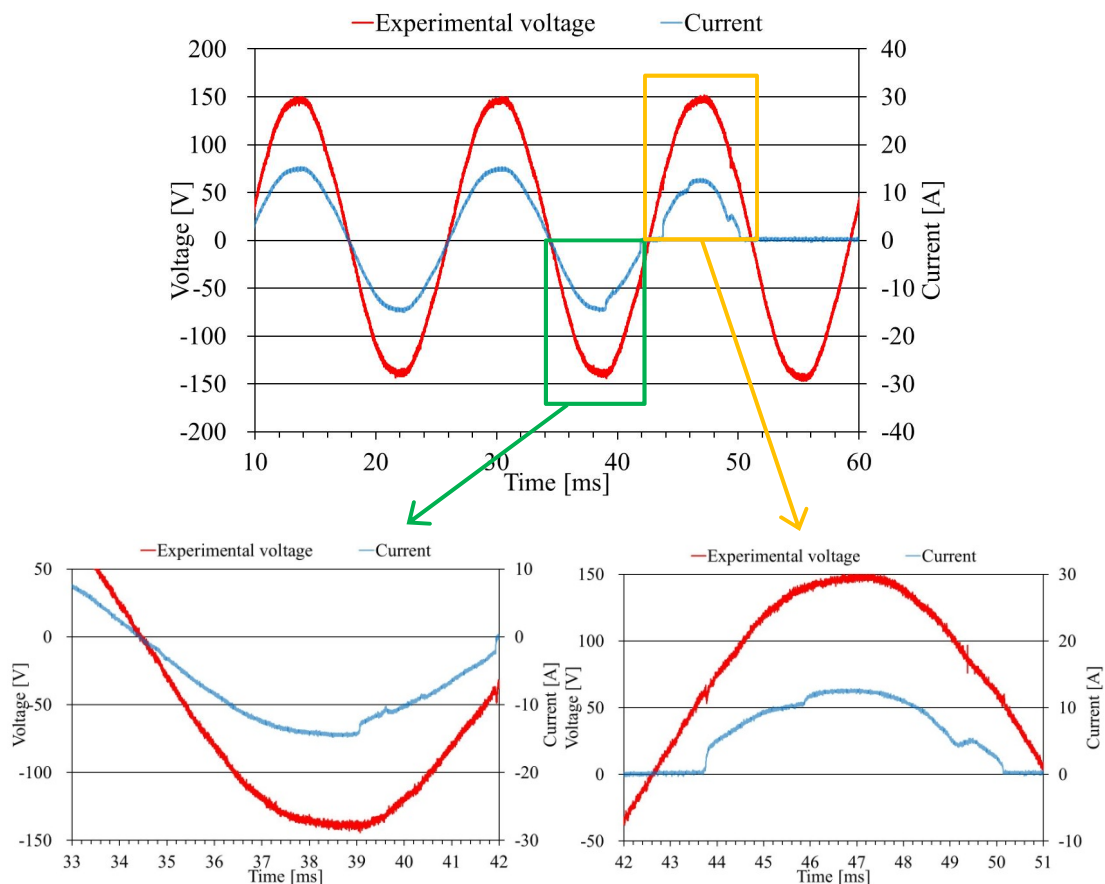 Experimental voltage Current
200 40
150 30
100 20
50 10
0 0
-50 -10
-100 -20
-150 -30
-200 -40
Voltage [V]
Current [A]
10 20 30 40 50 60
Time [ms]
Experimental voltage Current
50 10
0 0
-50 -10
-100 -20
-150 -30
Voltage [V]
Current [A]
33 34 35 36 37 38 39 40 41 42
Time [ms]
Experimental voltage Current
150 30
100 20
50 10
0 0
-50 -10
Voltage [V]
Current [A]
42 43 44 45 46 47 48 49 50 51
Time [ms]